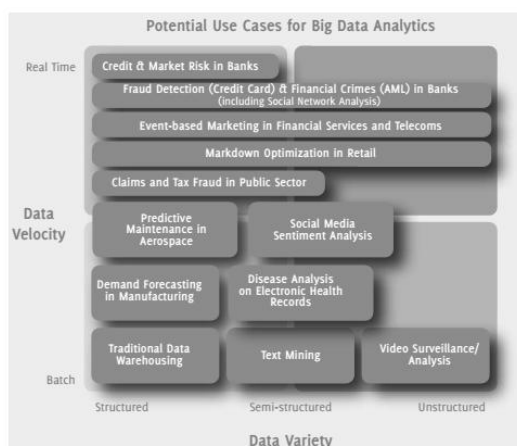 Potential Use Cases for Big Data Analytics
Real Time
Credit & Market Risk in Banks
Fraud Detection (Credit Card) & Financial Crimes (AML) in Banks
(including Social Network Analysis)
Event-based Marketing in Financial Services and Telecoms
Markdown Optimization in Retail
Claims and Tax Fraud in Public Sector
Data
Velocity
Predictive
Maintenance in
Aerospace
Social Media
Sentiment Analysis
Demand Forecasting
in Manufacturing
Disease Analysis
on Electronic Health
Records
Traditional Data
Warehousing
Text Mining
Video Surveillance/
Analysis
Batch
Structured
Semi-structured
Unstructured
Data Variety